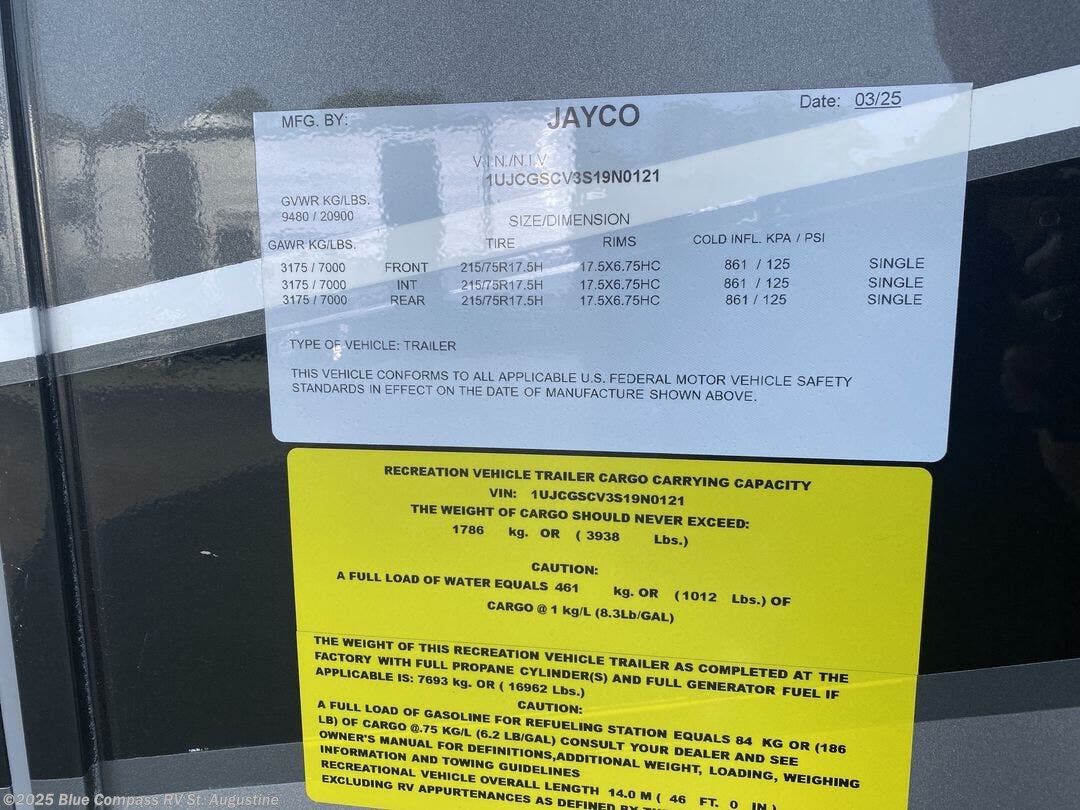 MFG. BY: JAYCO Date: 03/25
V.I.N./N.I.V
1UJCGSCV3S19N0121
GVWR KG/LBS.
9480 / 20900
SIZE/DIMENSION
GAWR KG/LBS. TIRE RIMS COLD INFL. KPA / PSI
3175 / 7000 FRONT 215/75R17.5H 17.5X6.75HC 861 / 125 SINGLE
3175 / 7000 INT 215/75R17.5H 17.5X6.75HC 861 / 125 SINGLE
3175 / 7000 REAR 215/75R17.5H 17.5X6.75HC 861 / 125 SINGLE
TYPE OF VEHICLE: TRAILER
THIS VEHICLE CONFORMS TO ALL APPLICABLE U.S. FEDERAL MOTOR VEHICLE SAFETY
STANDARDS IN EFFECT ON THE DATE OF MANUFACTURE SHOWN ABOVE.
RECREATION VEHICLE TRAILER CARGO CARRYING CAPACITY
VIN: 1UJCGSCV3S19N0121
THE WEIGHT OF CARGO SHOULD NEVER EXCEED:
1786 kg. OR ( 3938 Lbs.)
CAUTION:
A FULL LOAD OF WATER EQUALS 461 kg. OR (1012 Lbs.) OF
CARGO @ 1 kg/L (8.3Lb/GAL)
THE WEIGHT OF THIS RECREATION VEHICLE TRAILER AS COMPLETED AT THE
FACTORY WITH FULL PROPANE CYLINDER(S) AND FULL GENERATOR FUEL IF
APPLICABLE IS: 7693 kg. OR ( 16962 Lbs.)
CAUTION:
A FULL LOAD OF GASOLINE FOR REFUELING STATION EQUALS 84 KG OR (186
LB) OF CARGO @.75 KG/L (6.2 LB/GAL) CONSULT YOUR DEALER AND SEE
OWNER'S MANUAL FOR DEFINITIONS,ADDITIONAL WEIGHT, LOADING, WEIGHING
INFORMATION AND TOWING GUIDELINES
RECREATIONAL VEHICLE OVERALL LENGTH 14.0 M ( 46 FT. 0 IN.)
EXCLUDING RV APPURTENANCES AS DEFINED BY
©2025 Blue Compass RV St. Augustine